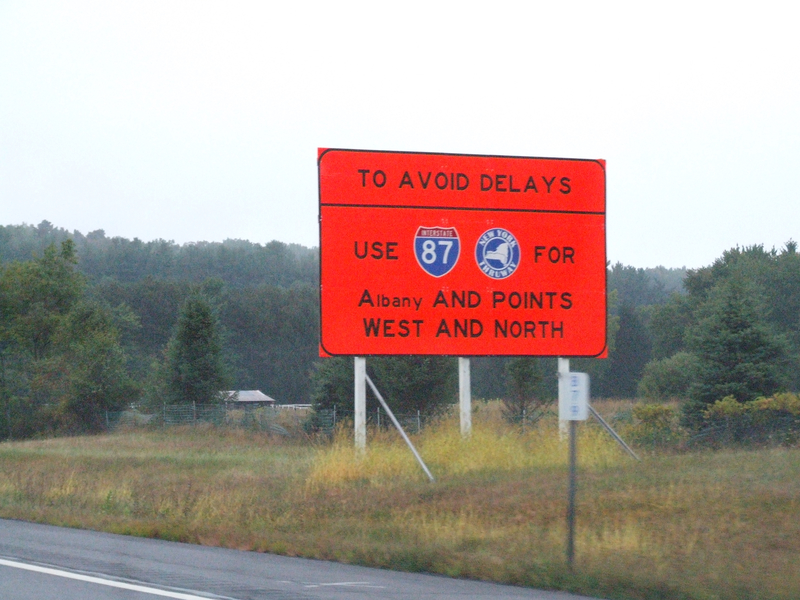 TO AVOID DELAYS
USE INTERSTATE 87 NEW YORK THRUWAY FOR
Albany AND POINTS
WEST AND NORTH